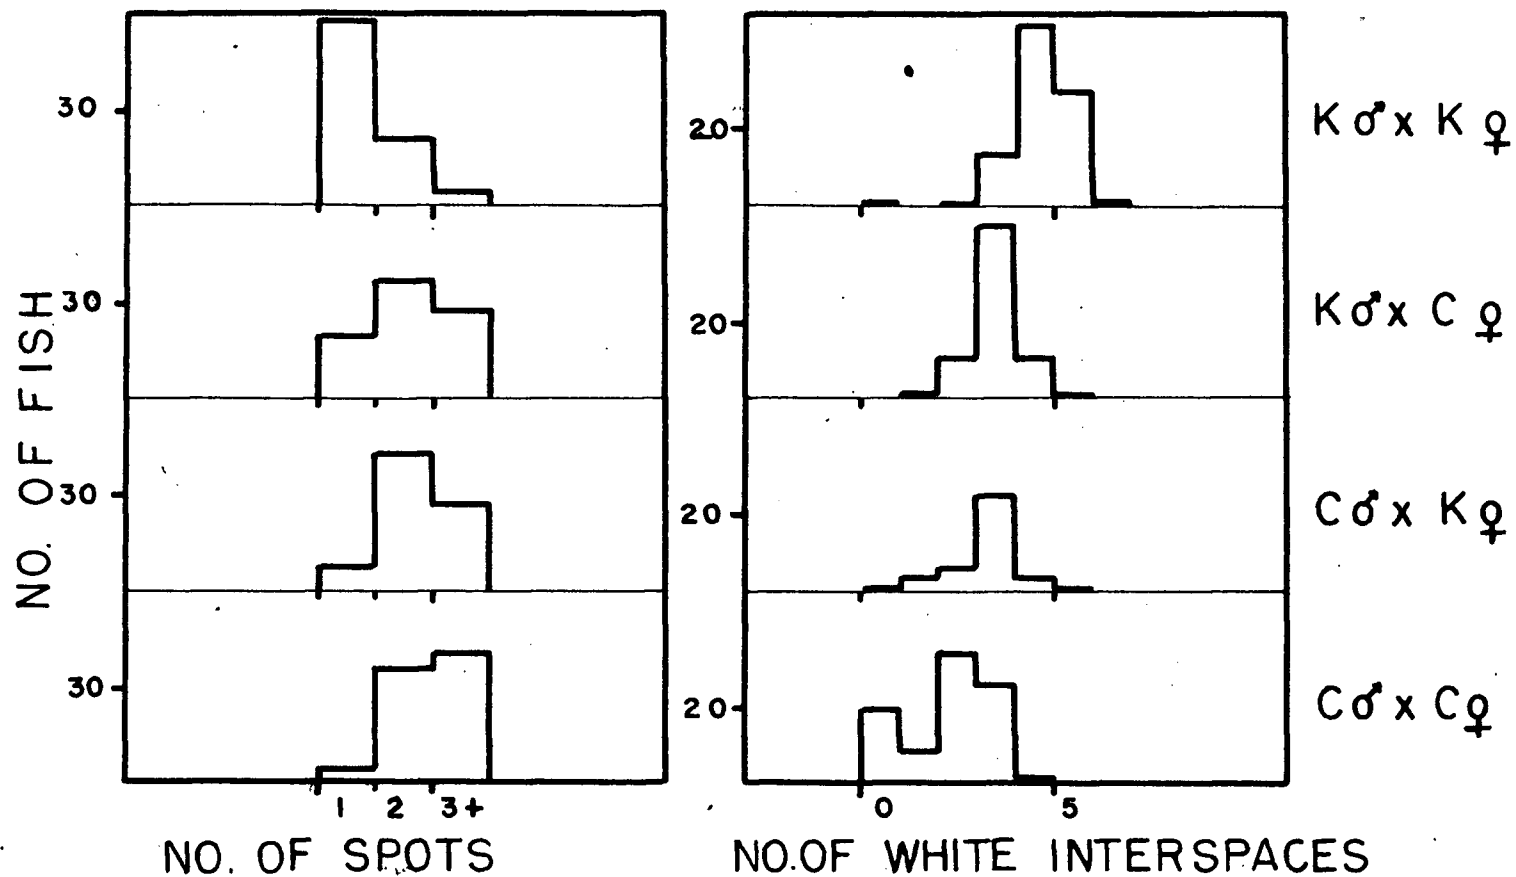 30
20
K ♂ x K ♀
30
20
K ♂ x C ♀
30
20
C ♂ x K ♀
30
20
C ♂ x C ♀
NO. OF FISH
1 2 3+
0 5
NO. OF SPOTS
NO. OF WHITE INTERSPACES